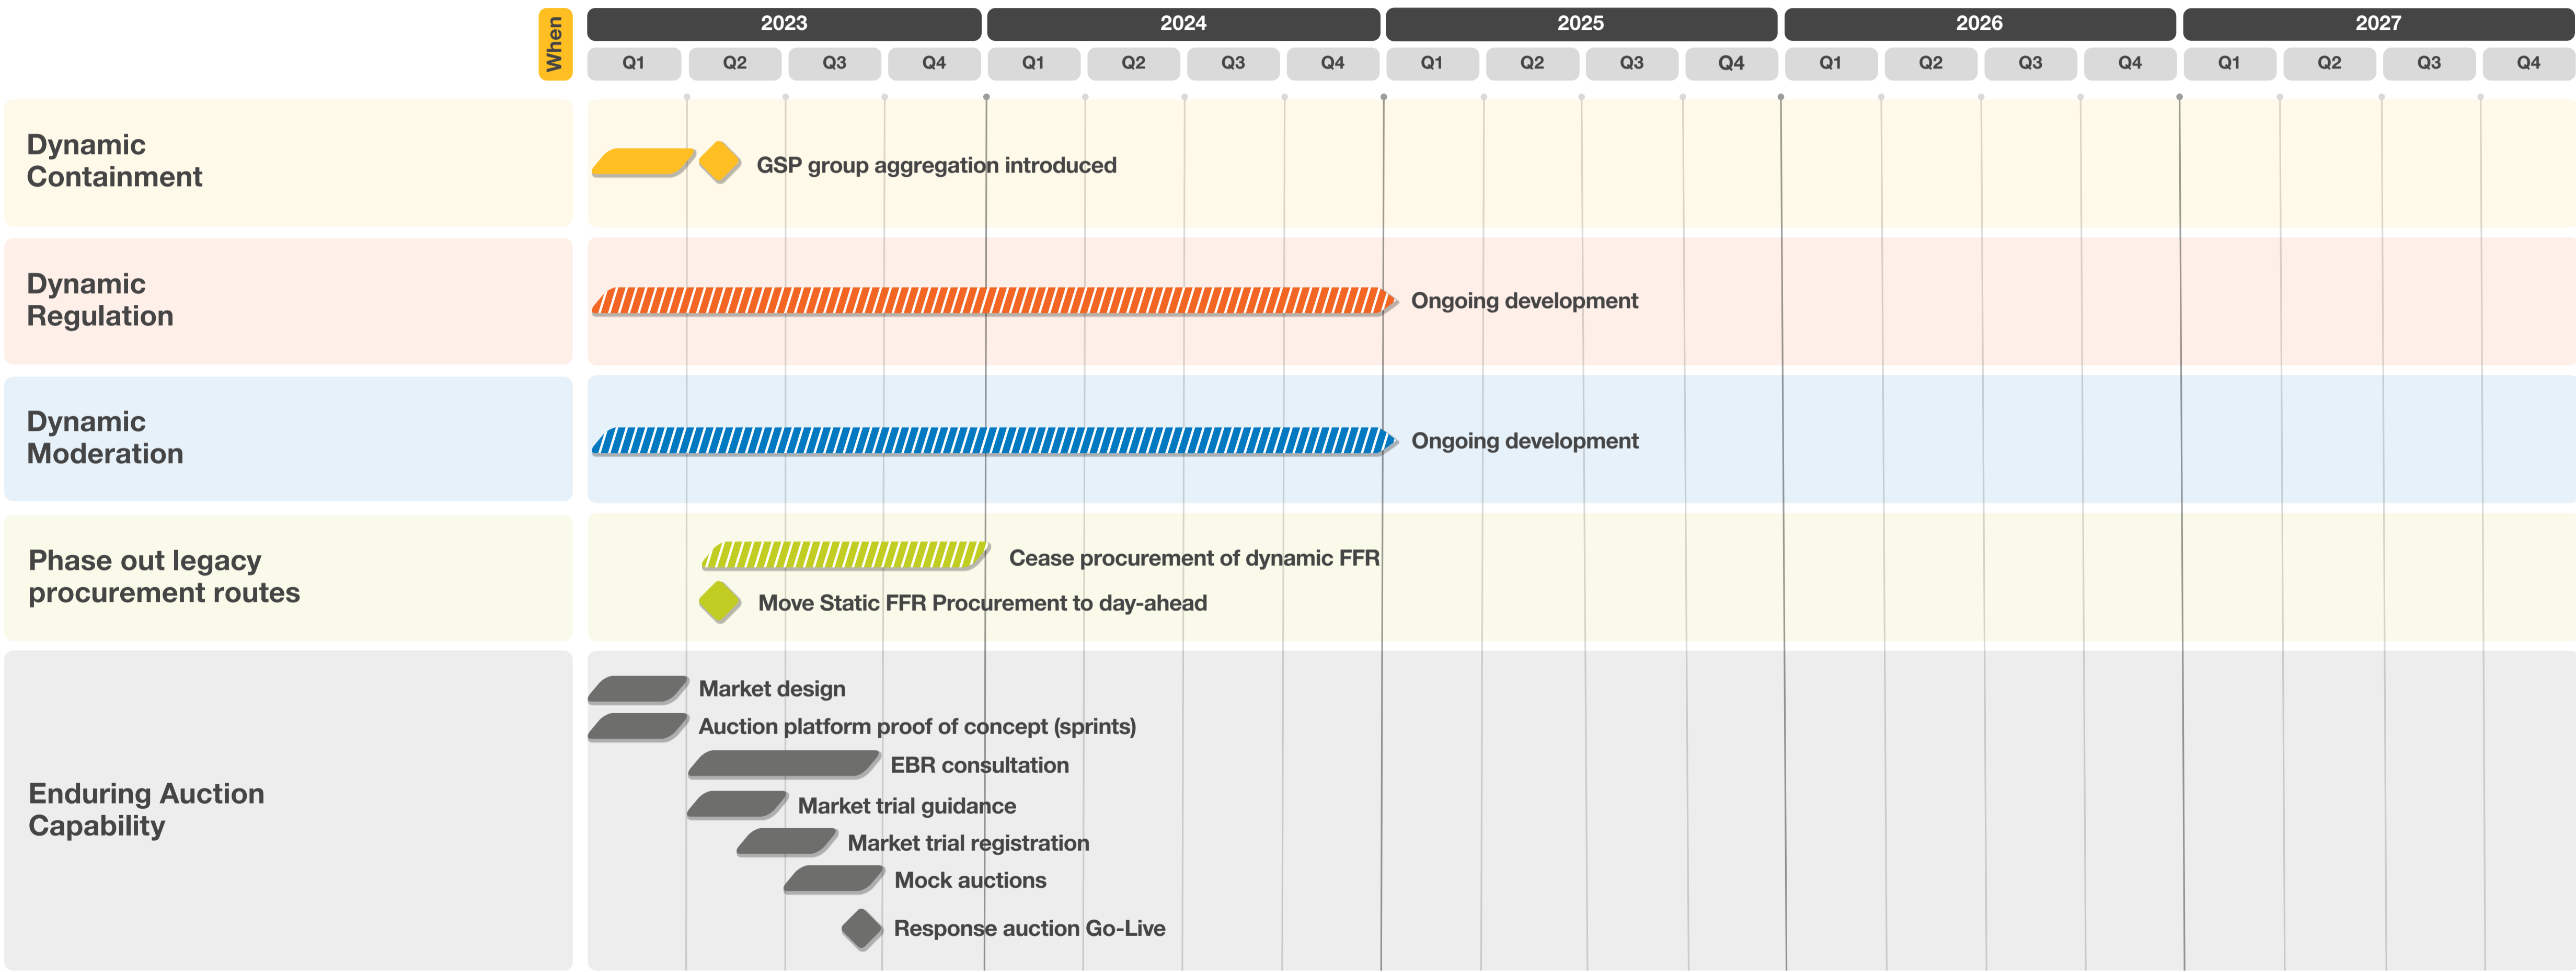 When
2023 2024 2025 2026 2027
Q1 Q2 Q3 Q4 Q1 Q2 Q3 Q4 Q1 Q2 Q3 Q4 Q1 Q2 Q3 Q4 Q1 Q2 Q3 Q4
Dynamic
Containment
GSP group aggregation introduced
Dynamic
Regulation
Ongoing development
Dynamic
Moderation
Ongoing development
Phase out legacy
procurement routes
Cease procurement of dynamic FFR
Move Static FFR Procurement to day-ahead
Enduring Auction
Capability
Market design
Auction platform proof of concept (sprints)
EBR consultation
Market trial guidance
Market trial registration
Mock auctions
Response auction Go-Live